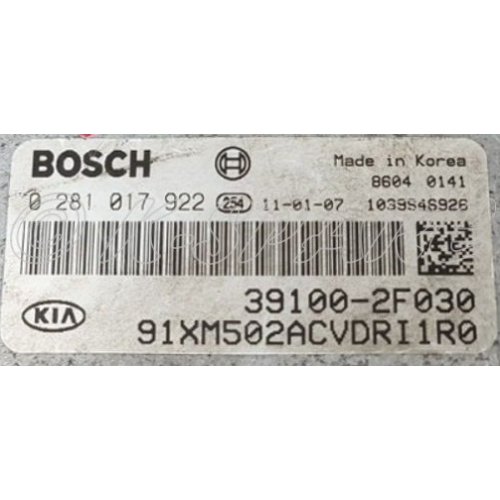 BOSCH
Made in Korea
8604 0141
0 281 017 922 254 11-01-07 1039S46926
39100-2F030
KIA
91XM502ACVDRI1R0